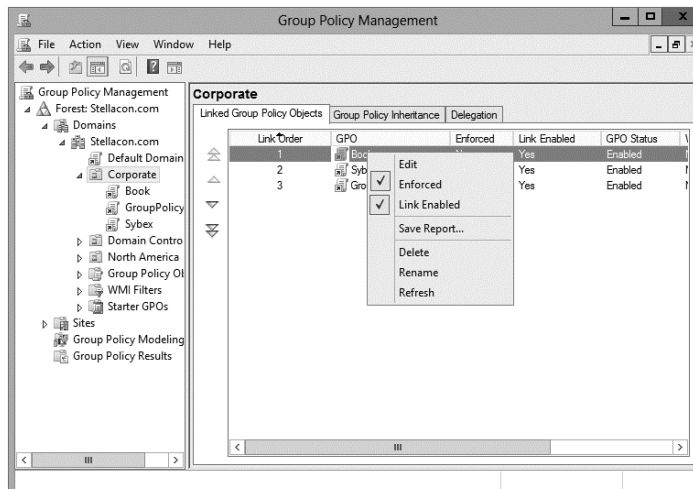 Group Policy Management
File Action View Window Help
Group Policy Management
Forest: Stellacon.com
Domains
Stellacon.com
Default Domain
Corporate
Book
GroupPolicy
Sybex
Domain Contro
North America
Group Policy Ob
WMI Filters
Starter GPOs
Sites
Group Policy Modeling
Group Policy Results
Corporate
Linked Group Policy Objects Group Policy Inheritance Delegation
Link Order GPO Enforced Link Enabled GPO Status
1 Yes Enabled
2 Syb Yes Enabled
3 Gro Yes Enabled
Edit
Enforced
Link Enabled
Save Report...
Delete
Rename
Refresh